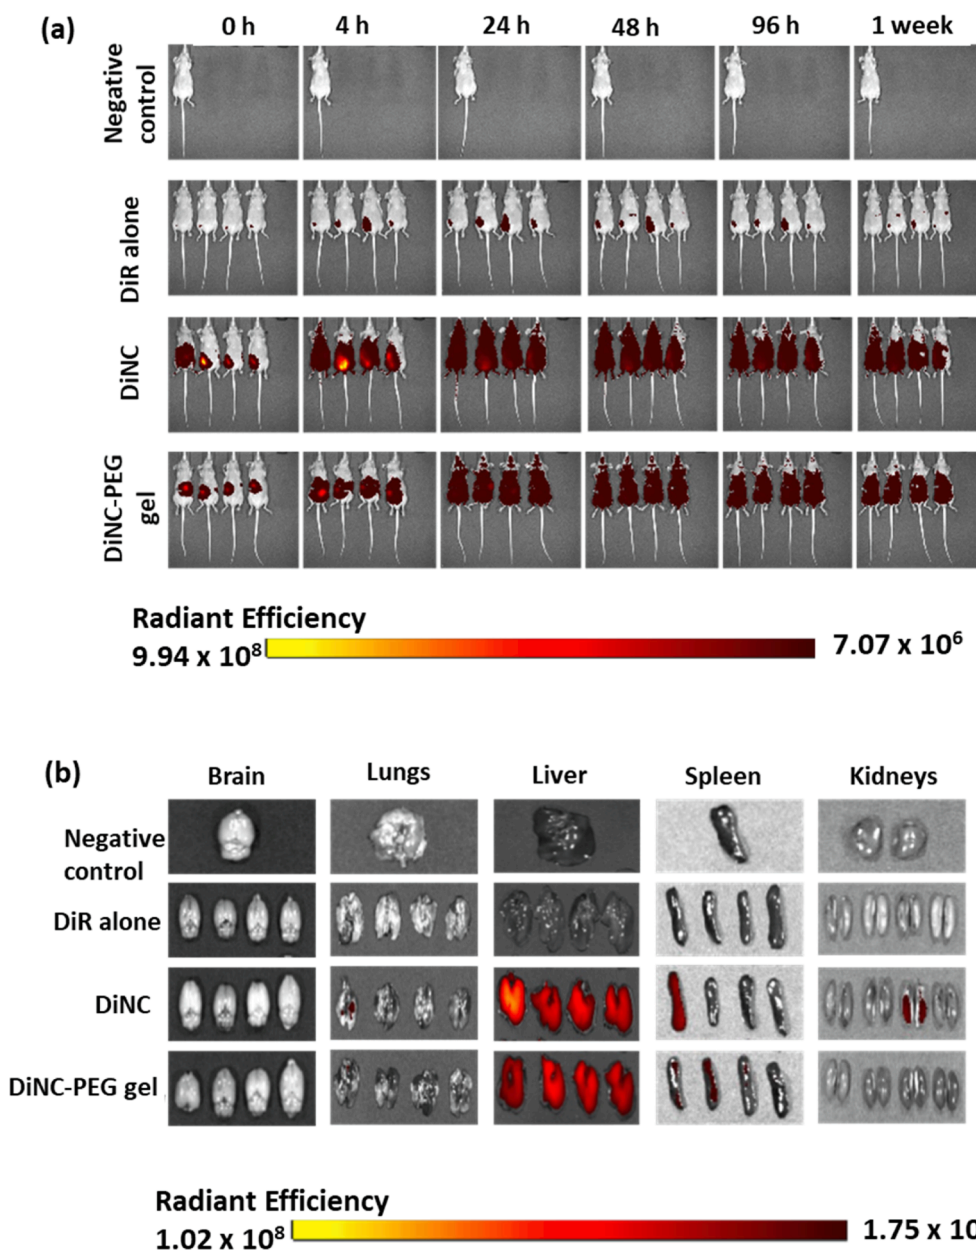 (a)
0 h 4 h 24 h 48 h 96 h 1 week
Negative
control
DiR alone
DiNC
DiNC-PEG
gel
Radiant Efficiency
9.94 x 10⁸ 7.07 x 10⁶
(b)
Brain Lungs Liver Spleen Kidneys
Negative
control
DiR alone
DiNC
DiNC-PEG gel
Radiant Efficiency
1.02 x 10⁸ 1.75 x